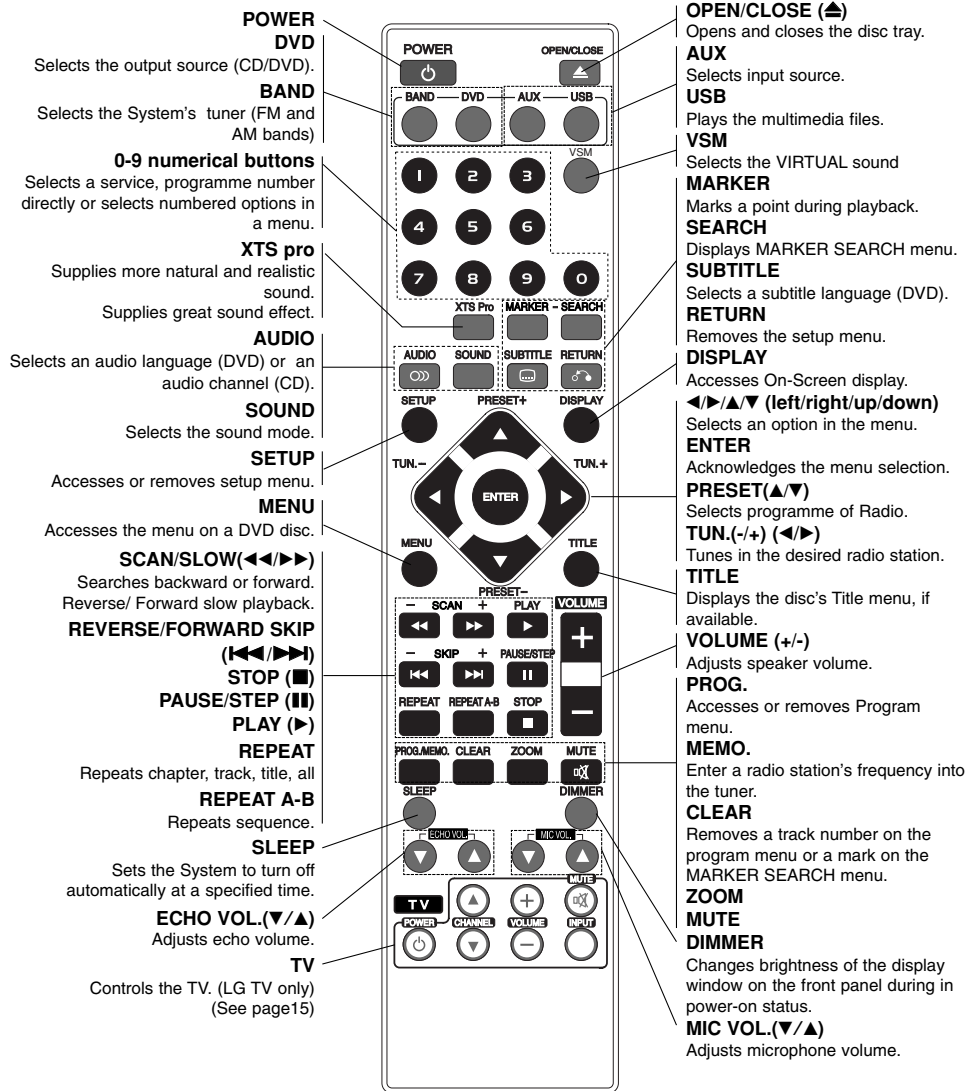 POWER
DVD
Selects the output source (CD/DVD).
BAND
Selects the System's tuner (FM and
AM bands)
0-9 numerical buttons
Selects a service, programme number
directly or selects numbered options in
a menu.
XTS pro
Supplies more natural and realistic
sound.
Supplies great sound effect.
AUDIO
Selects an audio language (DVD) or an
audio channel (CD).
SOUND
Selects the sound mode.
SETUP
Accesses or removes setup menu.
MENU
Accesses the menu on a DVD disc.
SCAN/SLOW(◀◀/▶▶)
Searches backward or forward.
Reverse/ Forward slow playback.
REVERSE/FORWARD SKIP
(⏮/⏭)
STOP (■)
PAUSE/STEP (⏸)
PLAY (▶)
REPEAT
Repeats chapter, track, title, all
REPEAT A-B
Repeats sequence.
SLEEP
Sets the System to turn off
automatically at a specified time.
ECHO VOL.(▼/▲)
Adjusts echo volume.
TV
Controls the TV. (LG TV only)
(See page15)
POWER OPEN/CLOSE
BAND DVD AUX USB
VSM
1 2 3
4 5 6
7 8 9 0
XTS Pro MARKER - SEARCH
AUDIO SOUND SUBTITLE RETURN
SETUP PRESET+ DISPLAY
TUN.- TUN.+
ENTER
MENU TITLE
PRESET-
- SCAN + PLAY VOLUME
+
- SKIP + PAUSE/STEP
-
REPEAT REPEAT A-B STOP
PROG./MEMO. CLEAR ZOOM MUTE
SLEEP DIMMER
ECHO VOL. MIC VOL.
MUTE
TV
POWER CHANNEL VOLUME INPUT
OPEN/CLOSE (⏏)
Opens and closes the disc tray.
AUX
Selects input source.
USB
Plays the multimedia files.
VSM
Selects the VIRTUAL sound
MARKER
Marks a point during playback.
SEARCH
Displays MARKER SEARCH menu.
SUBTITLE
Selects a subtitle language (DVD).
RETURN
Removes the setup menu.
DISPLAY
Accesses On-Screen display.
◀/▶/▲/▼ (left/right/up/down)
Selects an option in the menu.
ENTER
Acknowledges the menu selection.
PRESET(▲/▼)
Selects programme of Radio.
TUN.(-/+) (◀/▶)
Tunes in the desired radio station.
TITLE
Displays the disc's Title menu, if
available.
VOLUME (+/-)
Adjusts speaker volume.
PROG.
Accesses or removes Program
menu.
MEMO.
Enter a radio station's frequency into
the tuner.
CLEAR
Removes a track number on the
program menu or a mark on the
MARKER SEARCH menu.
ZOOM
MUTE
DIMMER
Changes brightness of the display
window on the front panel during in
power-on status.
MIC VOL.(▼/▲)
Adjusts microphone volume.